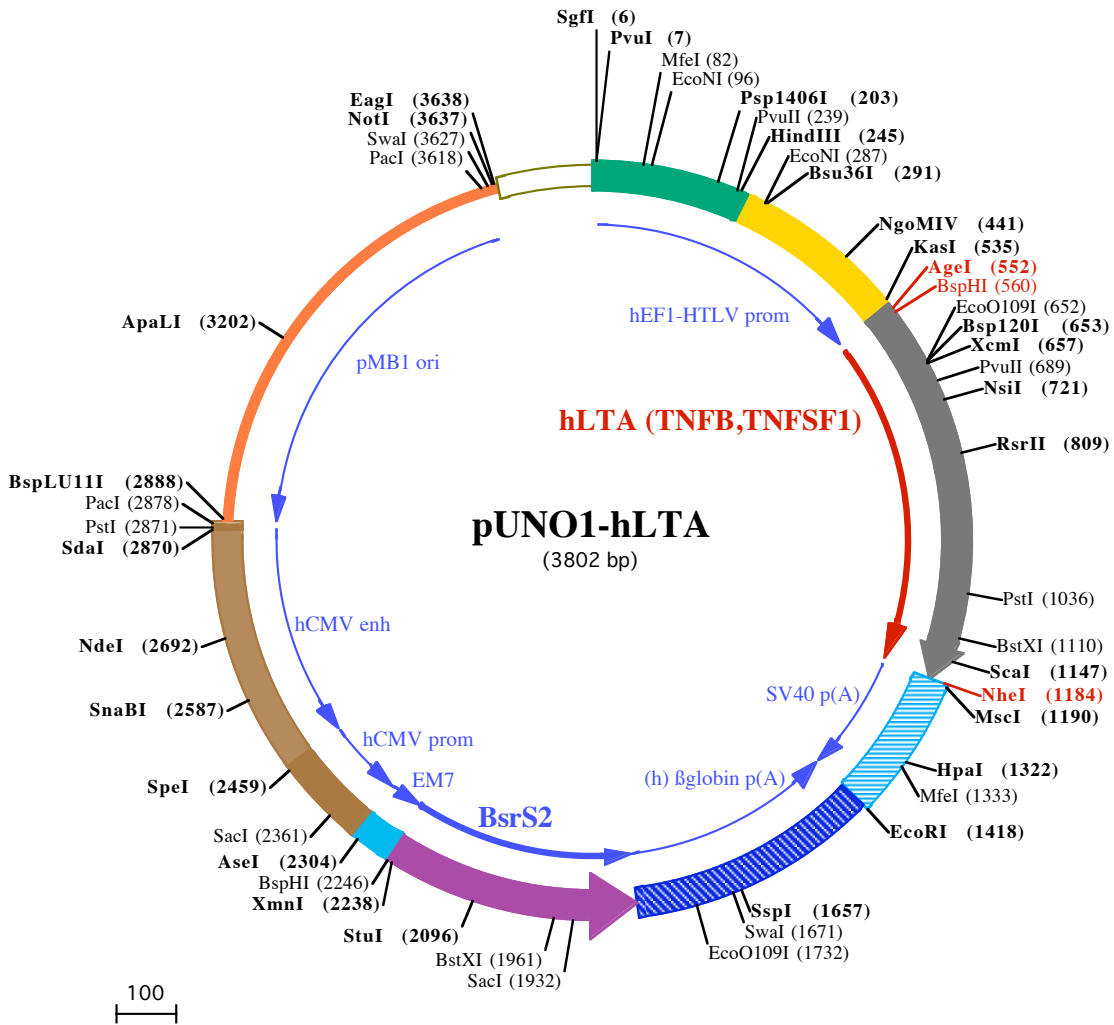 SgfI (6)
PvuI (7)
MfeI (82)
EcoNI (96)
Psp1406I (203)
PvuII (239)
HindIII (245)
EcoNI (287)
Bsu36I (291)
NgoMIV (441)
KasI (535)
AgeI (552)
BspHI (560)
EcoO109I (652)
Bsp120I (653)
XcmI (657)
PvuII (689)
NsiI (721)
RsrII (809)
PstI (1036)
BstXI (1110)
ScaI (1147)
NheI (1184)
MscI (1190)
HpaI (1322)
MfeI (1333)
EcoRI (1418)
SspI (1657)
SwaI (1671)
EcoO109I (1732)
SacI (1932)
BstXI (1961)
StuI (2096)
XmnI (2238)
BspHI (2246)
AseI (2304)
SacI (2361)
SpeI (2459)
SnaBI (2587)
NdeI (2692)
SdaI (2870)
PstI (2871)
PacI (2878)
BspLU11I (2888)
ApaLI (3202)
PacI (3618)
SwaI (3627)
NotI (3637)
EagI (3638)
hEF1-HTLV prom
hLTA (TNFB,TNFSF1)
SV40 p(A)
(h) ßglobin p(A)
BsrS2
EM7
hCMV prom
hCMV enh
pMB1 ori
pUNO1-hLTA
(3802 bp)
100